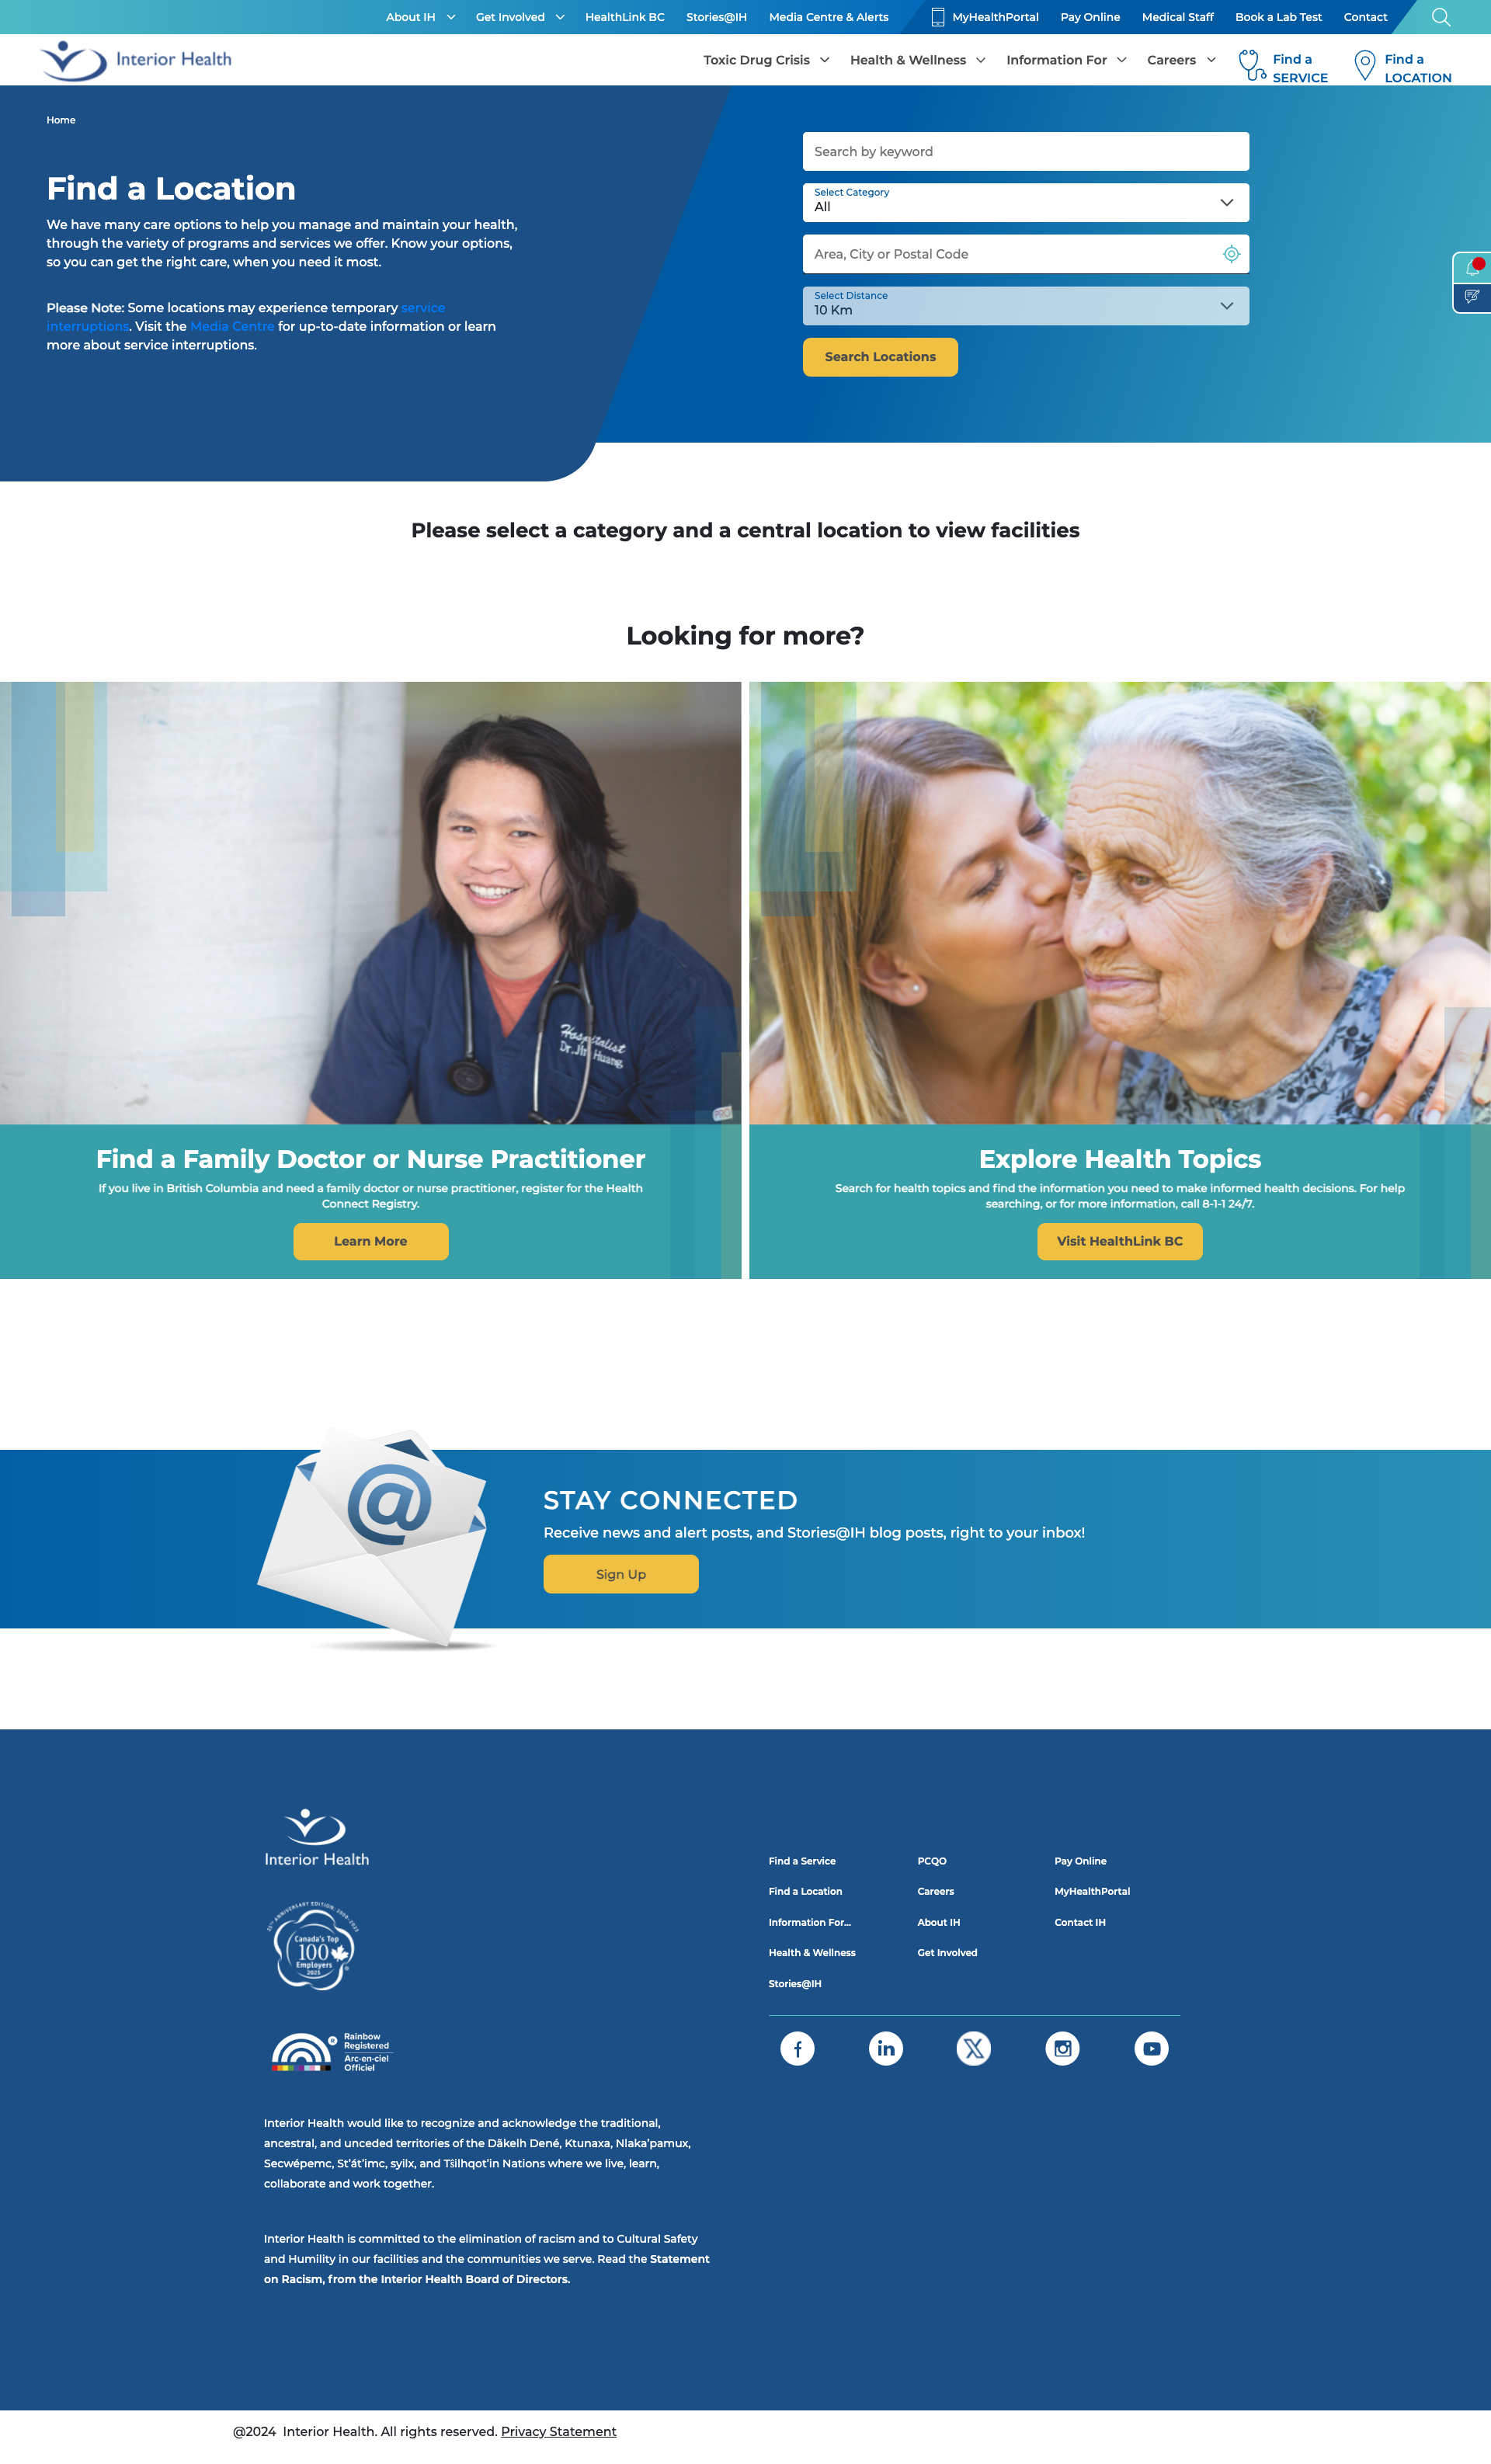 About IH
Get Involved
HealthLink BC
Stories@IH
Media Centre & Alerts
MyHealthPortal
Pay Online
Medical Staff
Book a Lab Test
Contact
Interior Health
Toxic Drug Crisis
Health & Wellness
Information For
Careers
Find a
SERVICE
Find a
LOCATION
Home
Find a Location
We have many care options to help you manage and maintain your health,
through the variety of programs and services we offer. Know your options,
so you can get the right care, when you need it most.
Please Note: Some locations may experience temporary service
interruptions. Visit the Media Centre for up-to-date information or learn
more about service interruptions.
Search by keyword
Select Category
All
Area, City or Postal Code
Select Distance
10 Km
Search Locations
Please select a category and a central location to view facilities
Looking for more?
Hospitalist
Dr. Jin Huang
Find a Family Doctor or Nurse Practitioner
If you live in British Columbia and need a family doctor or nurse practitioner, register for the Health
Connect Registry.
Learn More
Explore Health Topics
Search for health topics and find the information you need to make informed health decisions. For help
searching, or for more information, call 8-1-1 24/7.
Visit HealthLink BC
@
STAY CONNECTED
Receive news and alert posts, and Stories@IH blog posts, right to your inbox!
Sign Up
Interior Health
25TH ANNIVERSARY EDITION: 2000-2025
Canada's Top
100
Employers
2025
Rainbow
Registered
Arc-en-ciel
Officiel
®
Find a Service
Find a Location
Information For...
Health & Wellness
Stories@IH
PCQO
Careers
About IH
Get Involved
Pay Online
MyHealthPortal
Contact IH
Interior Health would like to recognize and acknowledge the traditional,
ancestral, and unceded territories of the Dãkelh Dené, Ktunaxa, Nlaka'pamux,
Secwépemc, St'át'imc, syilx, and Tŝilhqot'in Nations where we live, learn,
collaborate and work together.
Interior Health is committed to the elimination of racism and to Cultural Safety
and Humility in our facilities and the communities we serve. Read the Statement
on Racism, from the Interior Health Board of Directors.
@2024 Interior Health. All rights reserved. Privacy Statement